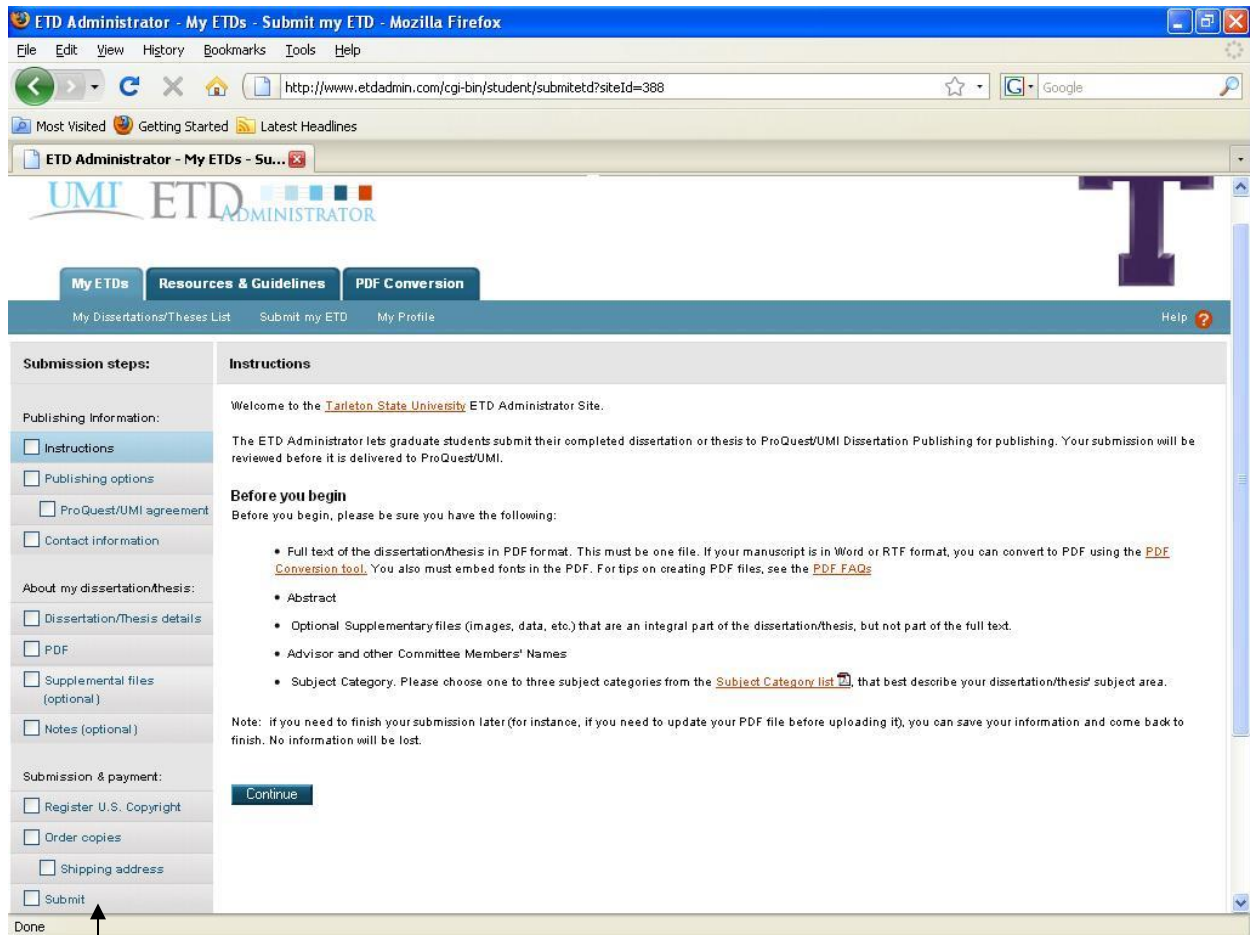 ETD Administrator - My ETDs - Submit my ETD - Mozilla Firefox
File Edit View History Bookmarks Tools Help
http://www.etdadmin.com/cgi-bin/student/submitetd?siteId=388
G Google
Most Visited Getting Started Latest Headlines
ETD Administrator - My ETDs - Su...
UMI ETD ADMINISTRATOR
T
My ETDs Resources & Guidelines PDF Conversion
My Dissertations/Theses List Submit my ETD My Profile Help ?
Submission steps:
Publishing Information:
Instructions
Publishing options
ProQuest/UMI agreement
Contact information
About my dissertation/thesis:
Dissertation/Thesis details
PDF
Supplemental files
(optional)
Notes (optional)
Submission & payment:
Register U.S. Copyright
Order copies
Shipping address
Submit
Instructions
Welcome to the Tarleton State University ETD Administrator Site.
The ETD Administrator lets graduate students submit their completed dissertation or thesis to ProQuest/UMI Dissertation Publishing for publishing. Your submission will be
reviewed before it is delivered to ProQuest/UMI.
Before you begin
Before you begin, please be sure you have the following:
• Full text of the dissertation/thesis in PDF format. This must be one file. If your manuscript is in Word or RTF format, you can convert to PDF using the PDF
Conversion tool. You also must embed fonts in the PDF. For tips on creating PDF files, see the PDF FAQs
• Abstract
• Optional Supplementary files (images, data, etc.) that are an integral part of the dissertation/thesis, but not part of the full text.
• Advisor and other Committee Members' Names
• Subject Category. Please choose one to three subject categories from the Subject Category list, that best describe your dissertation/thesis' subject area.
Note: if you need to finish your submission later (for instance, if you need to update your PDF file before uploading it), you can save your information and come back to
finish. No information will be lost.
Continue
Done